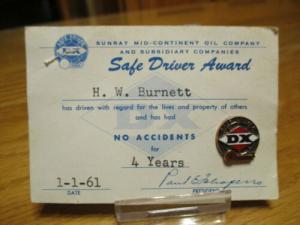 SUNRAY MID-CONTINENT OIL COMPANY
AND SUBSIDIARY COMPANIES
Safe Driver Award
H. W. Burnett
has driven with regard for the lives and property of others
and has had
NO ACCIDENTS for
4 Years
1-1-61
DATE
DX